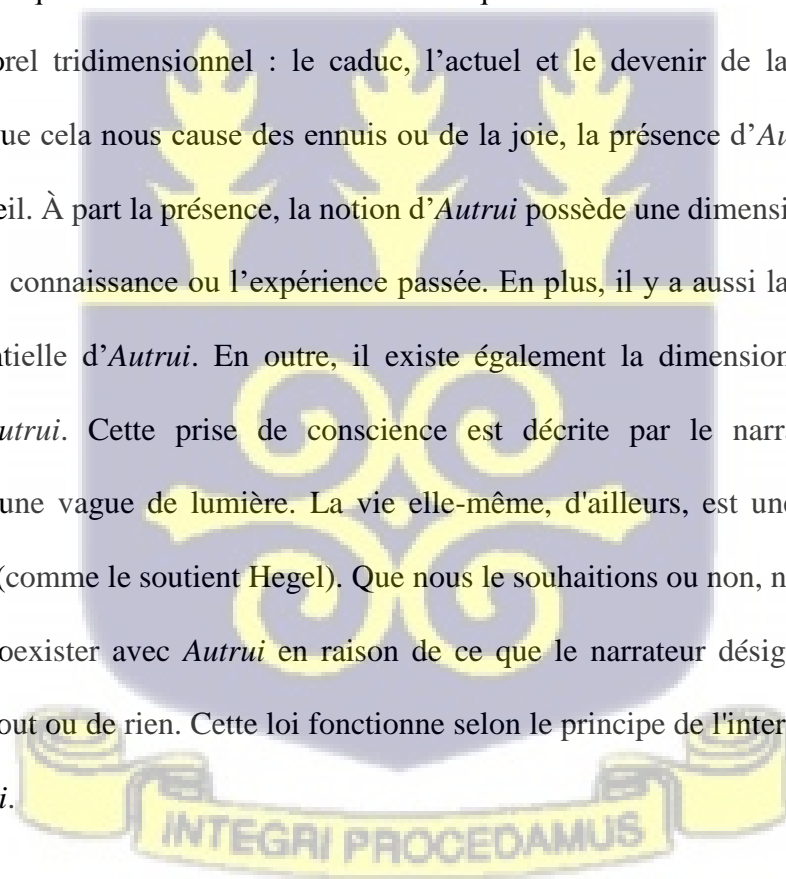 orel tridimensionnel : le caduc, l’actuel et le devenir de la
ue cela nous cause des ennuis ou de la joie, la présence d’Au
eil. À part la présence, la notion d’Autrui possède une dimensi
connaissance ou l’expérience passée. En plus, il y a aussi la
ntielle d’Autrui. En outre, il existe également la dimension
utrui. Cette prise de conscience est décrite par le narra
une vague de lumière. La vie elle-même, d'ailleurs, est une
(comme le soutient Hegel). Que nous le souhaitions ou non, n
oexister avec Autrui en raison de ce que le narrateur désig
out ou de rien. Cette loi fonctionne selon le principe de l'inter
i.
INTEGRI PROCEDAMUS